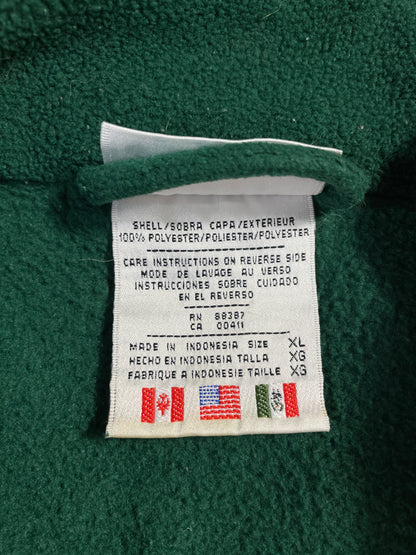 SHELL/SOBRA CAPA/EXTERIEUR
100% POLYESTER/POLIESTER/POLYESTER
CARE INSTRUCTIONS ON REVERSE SIDE
MODE DE LAVAGE AU VERSO
INSTRUCCIONES SOBRE CUIDADO
EN EL REVERSO
RN 88387
CA 00411
MADE IN INDONESIA SIZE XL
HECHO EN INDONESIA TALLA XG
FABRIQUE A INDONESIE TAILLE XG